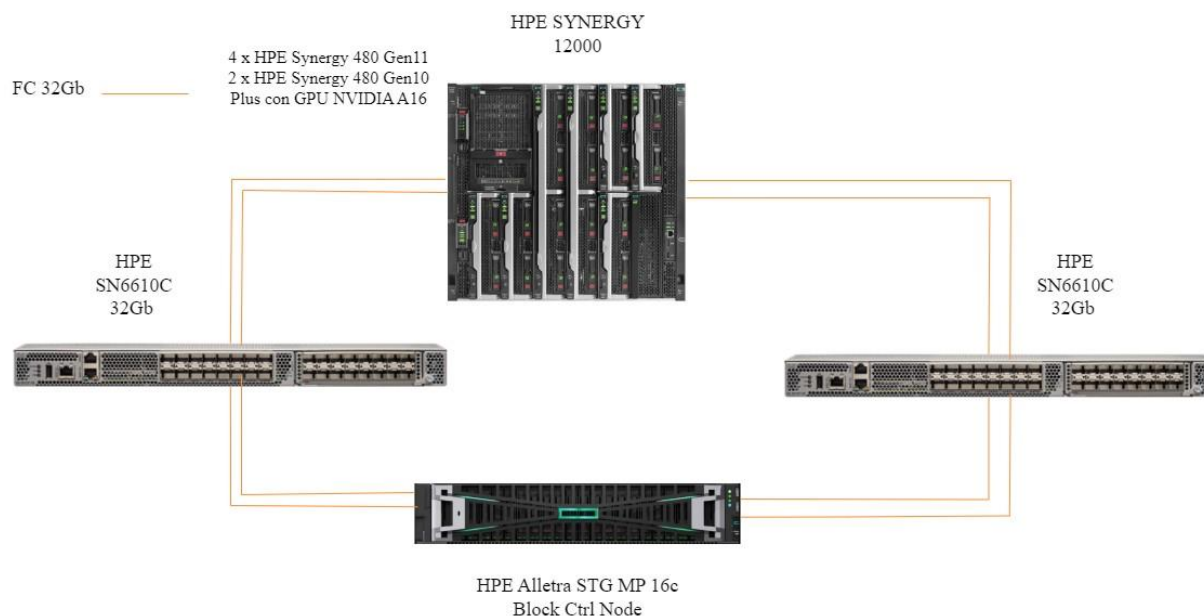 HPE SYNERGY
12000
4 x HPE Synergy 480 Gen11
2 x HPE Synergy 480 Gen10
Plus con GPU NVIDIA A16
FC 32Gb
HPE
SN6610C
32Gb
HPE
SN6610C
32Gb
HPE Alletra STG MP 16c
Block Ctrl Node